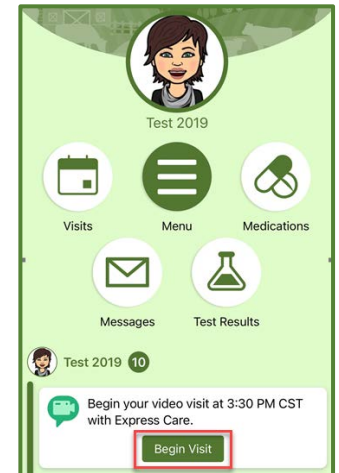 Test 2019
Visits
Menu
Medications
Messages
Test Results
Test 2019 10
Begin your video visit at 3:30 PM CST
with Express Care.
Begin Visit